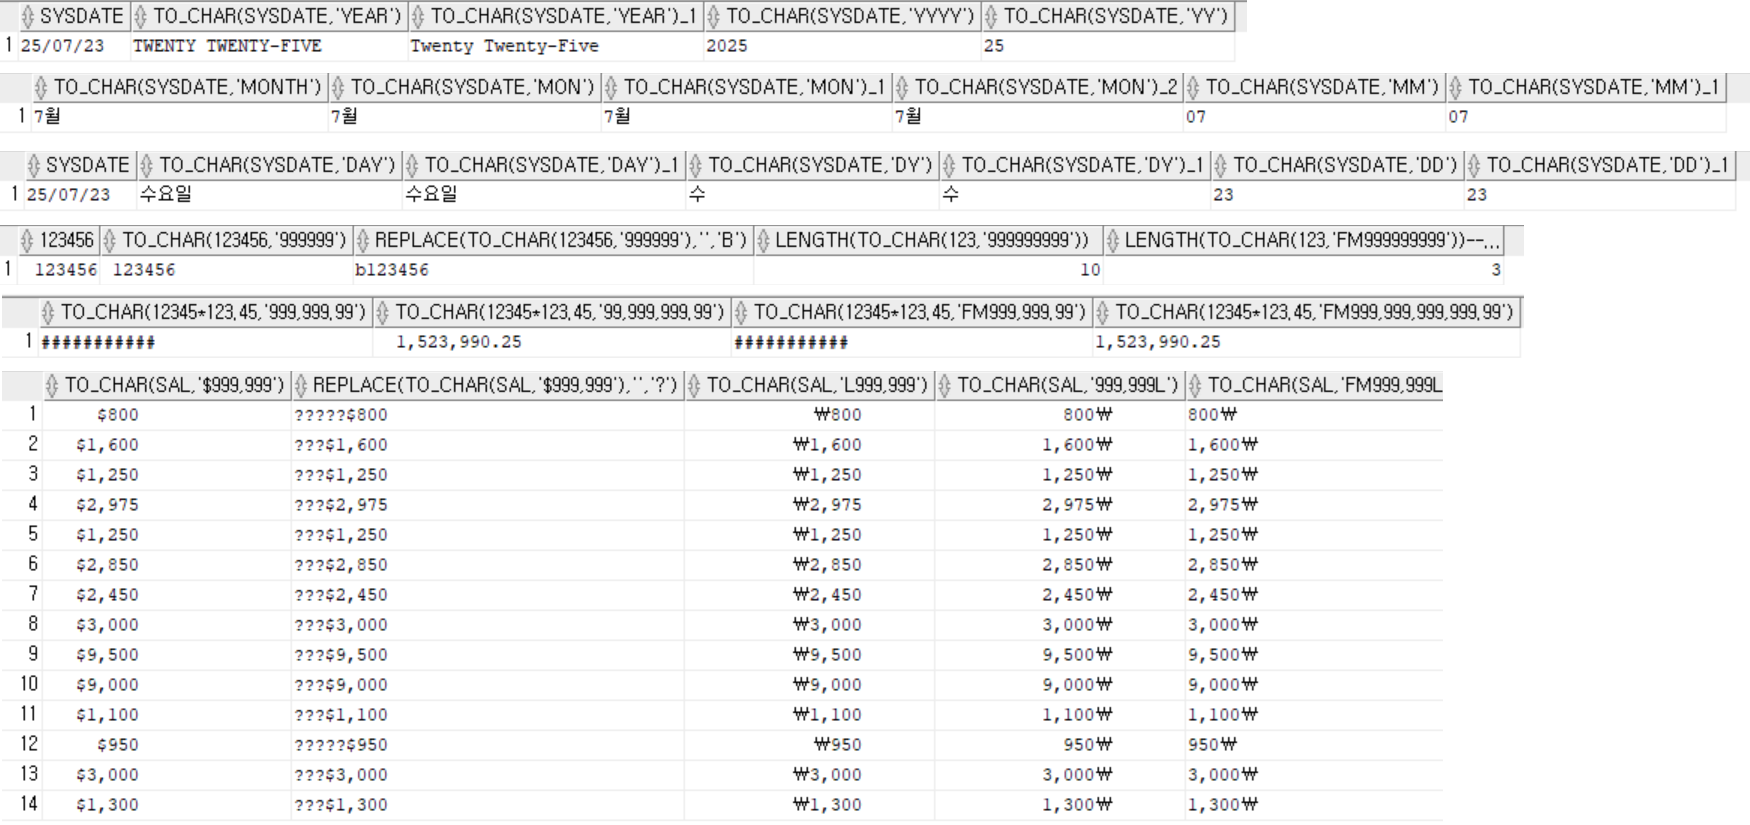 SYSDATE TO_CHAR(SYSDATE,'YEAR') TO_CHAR(SYSDATE,'YEAR')_1 TO_CHAR(SYSDATE,'YYYY') TO_CHAR(SYSDATE,'YY')
1 25/07/23 TWENTY TWENTY-FIVE Twenty Twenty-Five 2025 25
TO_CHAR(SYSDATE,'MONTH') TO_CHAR(SYSDATE,'MON') TO_CHAR(SYSDATE,'MON')_1 TO_CHAR(SYSDATE,'MON')_2 TO_CHAR(SYSDATE,'MM') TO_CHAR(SYSDATE,'MM')_1
1 7월 7월 7월 7월 07 07
SYSDATE TO_CHAR(SYSDATE,'DAY') TO_CHAR(SYSDATE,'DAY')_1 TO_CHAR(SYSDATE,'DY') TO_CHAR(SYSDATE,'DY')_1 TO_CHAR(SYSDATE,'DD') TO_CHAR(SYSDATE,'DD')_1
1 25/07/23 수요일 수요일 수 수 23 23
123456 TO_CHAR(123456,'999999') REPLACE(TO_CHAR(123456,'999999'),'','B') LENGTH(TO_CHAR(123,'999999999')) LENGTH(TO_CHAR(123,'FM999999999'))--...
1 123456 123456 b123456 10 3
TO_CHAR(12345*123.45,'999,999.99') TO_CHAR(12345*123.45,'99,999,999.99') TO_CHAR(12345*123.45,'FM999,999.99') TO_CHAR(12345*123.45,'FM999,999,999,999.99')
1 ########### 1,523,990.25 ########### 1,523,990.25
TO_CHAR(SAL,'$999,999') REPLACE(TO_CHAR(SAL,'$999,999'),'','?') TO_CHAR(SAL,'L999,999') TO_CHAR(SAL,'999,999L') TO_CHAR(SAL,'FM999,999L
1 $800 ?????$800 ₩800 800₩ 800₩
2 $1,600 ???$1,600 ₩1,600 1,600₩ 1,600₩
3 $1,250 ???$1,250 ₩1,250 1,250₩ 1,250₩
4 $2,975 ???$2,975 ₩2,975 2,975₩ 2,975₩
5 $1,250 ???$1,250 ₩1,250 1,250₩ 1,250₩
6 $2,850 ???$2,850 ₩2,850 2,850₩ 2,850₩
7 $2,450 ???$2,450 ₩2,450 2,450₩ 2,450₩
8 $3,000 ???$3,000 ₩3,000 3,000₩ 3,000₩
9 $9,500 ???$9,500 ₩9,500 9,500₩ 9,500₩
10 $9,000 ???$9,000 ₩9,000 9,000₩ 9,000₩
11 $1,100 ???$1,100 ₩1,100 1,100₩ 1,100₩
12 $950 ?????$950 ₩950 950₩ 950₩
13 $3,000 ???$3,000 ₩3,000 3,000₩ 3,000₩
14 $1,300 ???$1,300 ₩1,300 1,300₩ 1,300₩